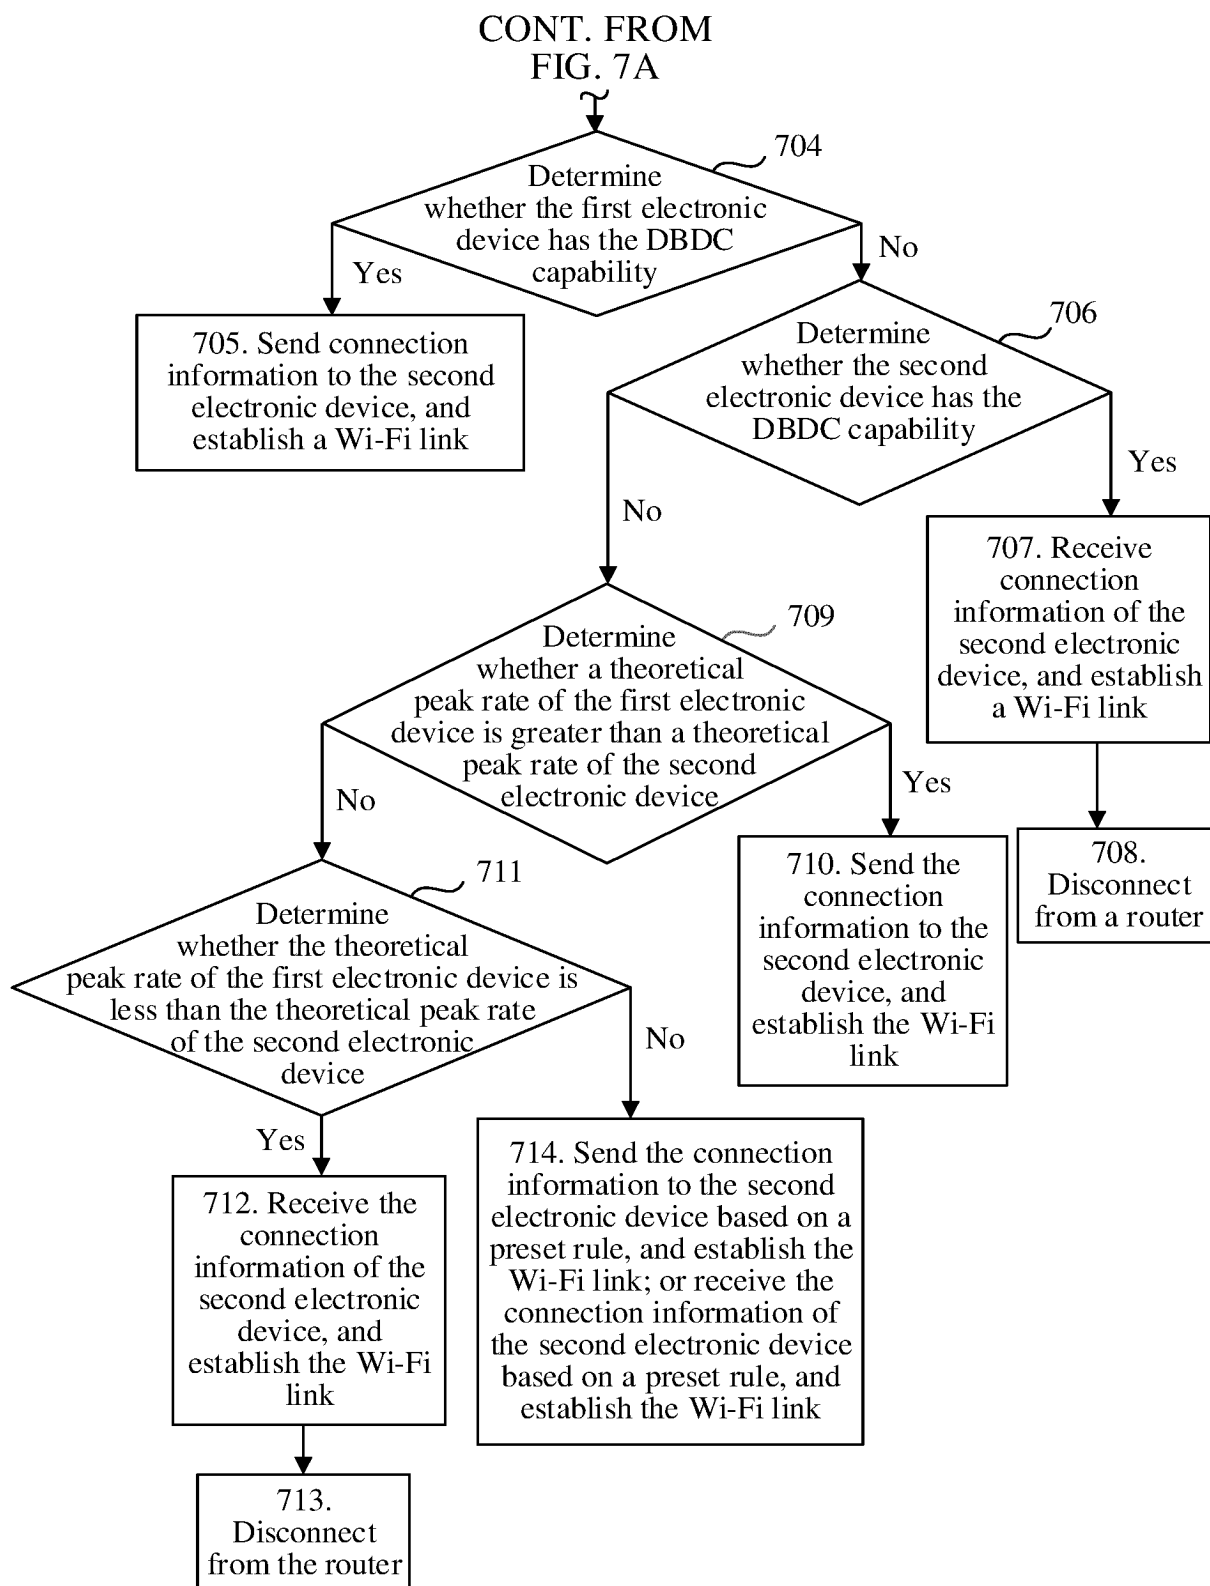 CONT. FROM
FIG. 7A
704
Determine
whether the first electronic
device has the DBDC
capability
Yes
No
705. Send connection
information to the second
electronic device, and
establish a Wi-Fi link
706
Determine
whether the second
electronic device has the
DBDC capability
No
Yes
707. Receive
connection
information of the
second electronic
device, and establish
a Wi-Fi link
708.
Disconnect
from a router
709
Determine
whether a theoretical
peak rate of the first electronic
device is greater than a theoretical
peak rate of the second
electronic device
No
Yes
710. Send the
connection
information to the
second electronic
device, and
establish the Wi-Fi
link
711
Determine
whether the theoretical
peak rate of the first electronic device is
less than the theoretical peak rate
of the second electronic
device
Yes
No
712. Receive the
connection
information of the
second electronic
device, and
establish the Wi-Fi
link
713.
Disconnect
from the router
714. Send the connection
information to the second
electronic device based on a
preset rule, and establish the
Wi-Fi link; or receive the
connection information of
the second electronic device
based on a preset rule, and
establish the Wi-Fi link